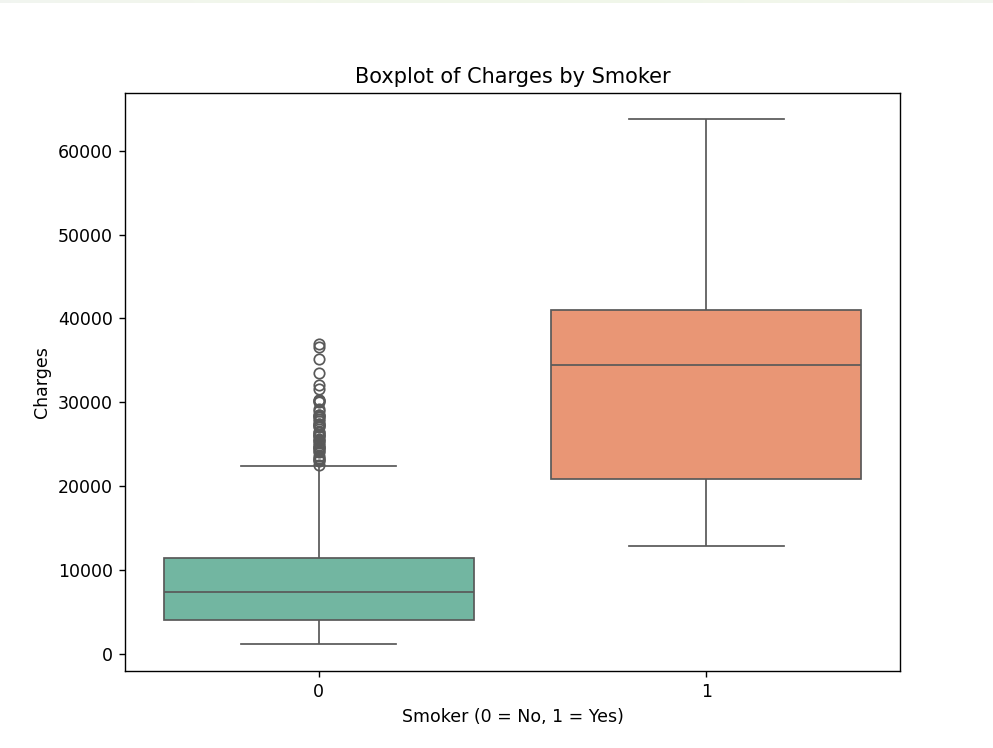 Boxplot of Charges by Smoker
60000
50000
40000
30000
20000
10000
0
Charges
0 1
Smoker (0 = No, 1 = Yes)